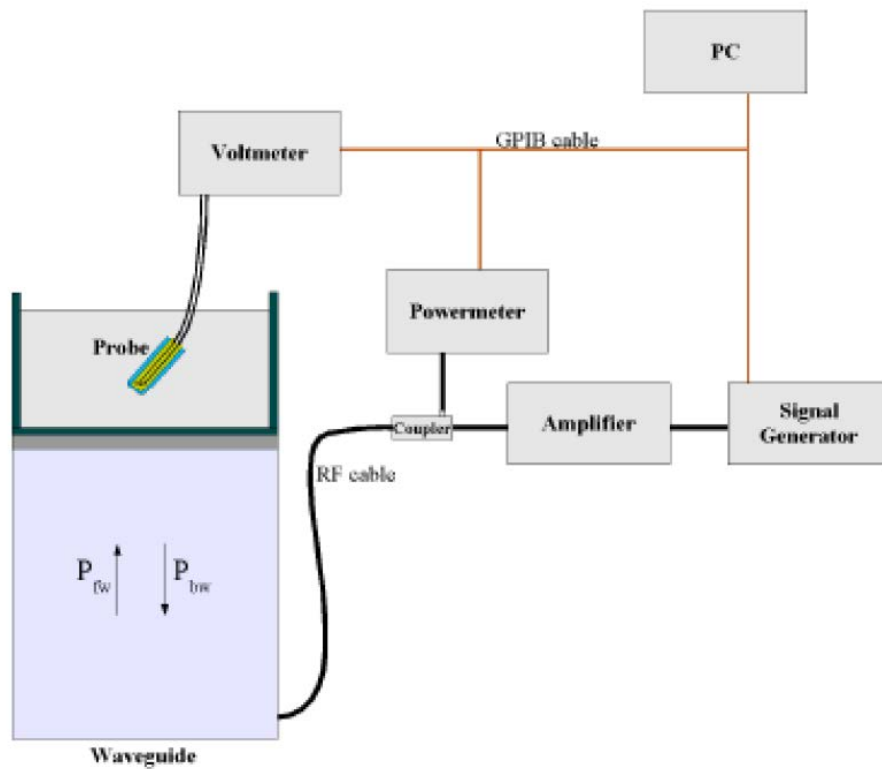 PC
Voltmeter
GPIB cable
Powermeter
Probe
Coupler
Amplifier
Signal
Generator
RF cable
P fw
P bw
Waveguide